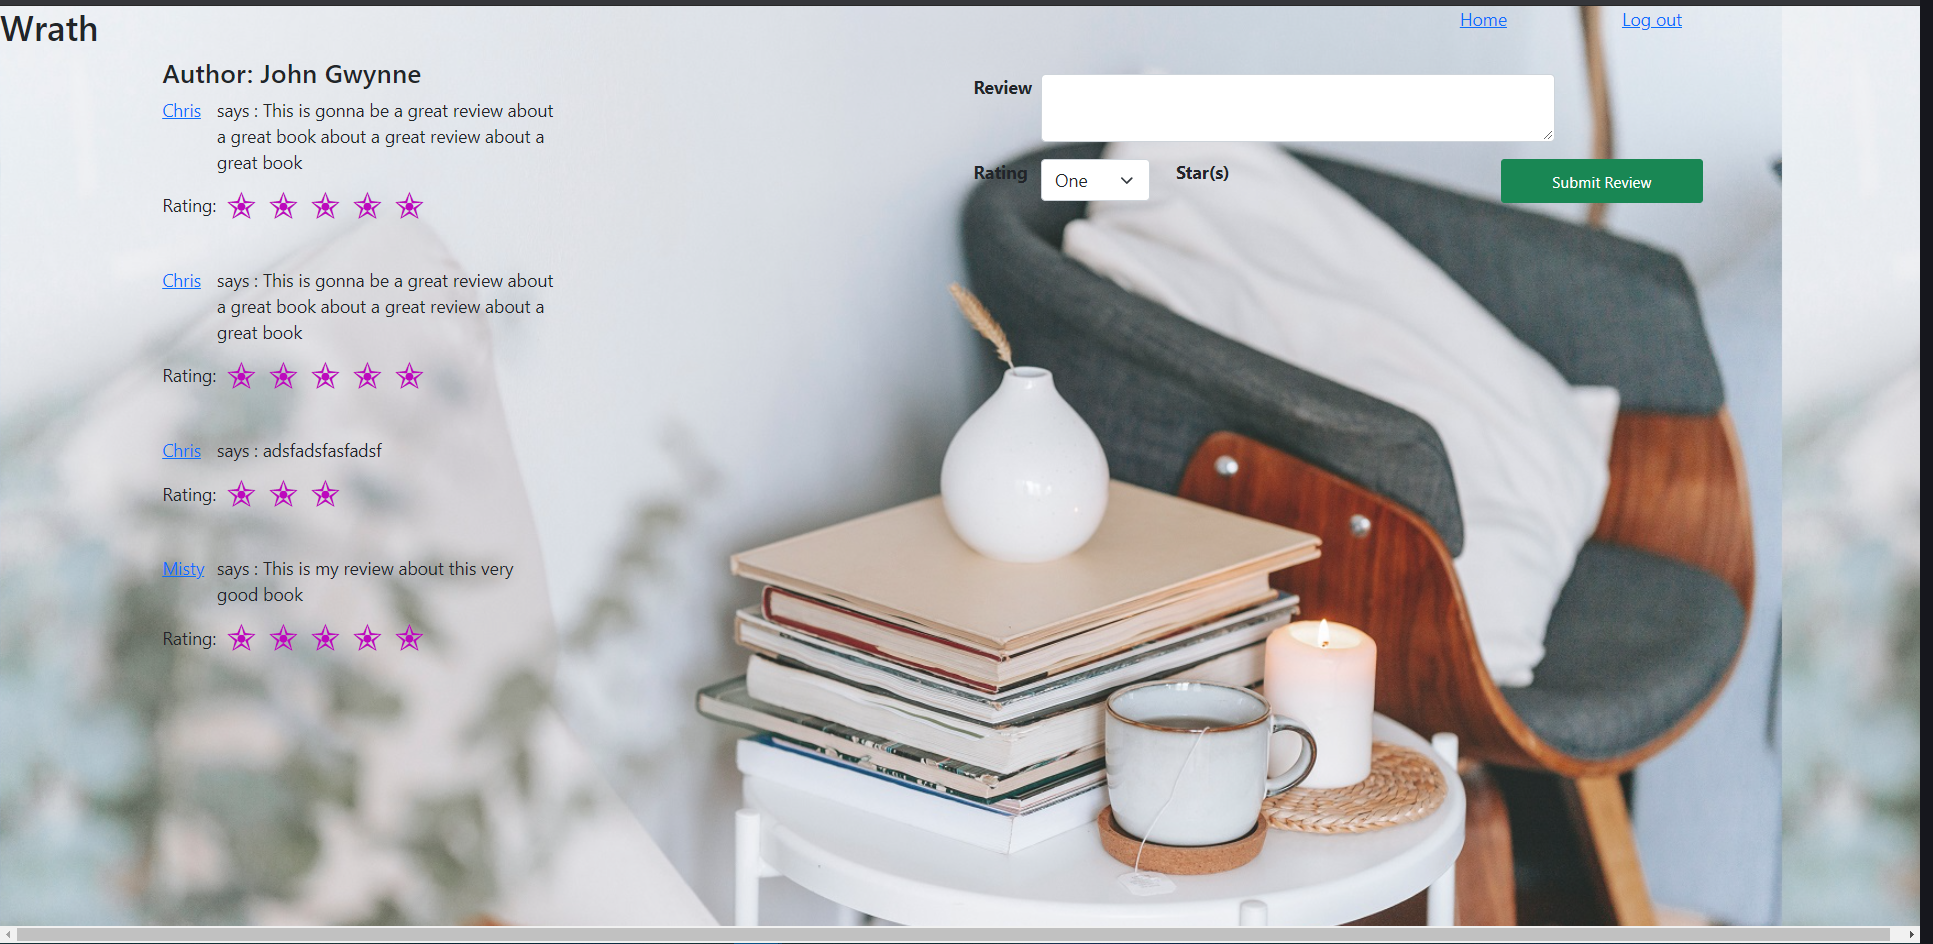 Wrath
Home
Log out
Author: John Gwynne
Chris says : This is gonna be a great review about
a great book about a great review about a
great book
Rating:
Chris says : This is gonna be a great review about
a great book about a great review about a
great book
Rating:
Chris says : adsfadsfasfadsf
Rating:
Misty says : This is my review about this very
good book
Rating:
Review
Rating One Star(s)
Submit Review